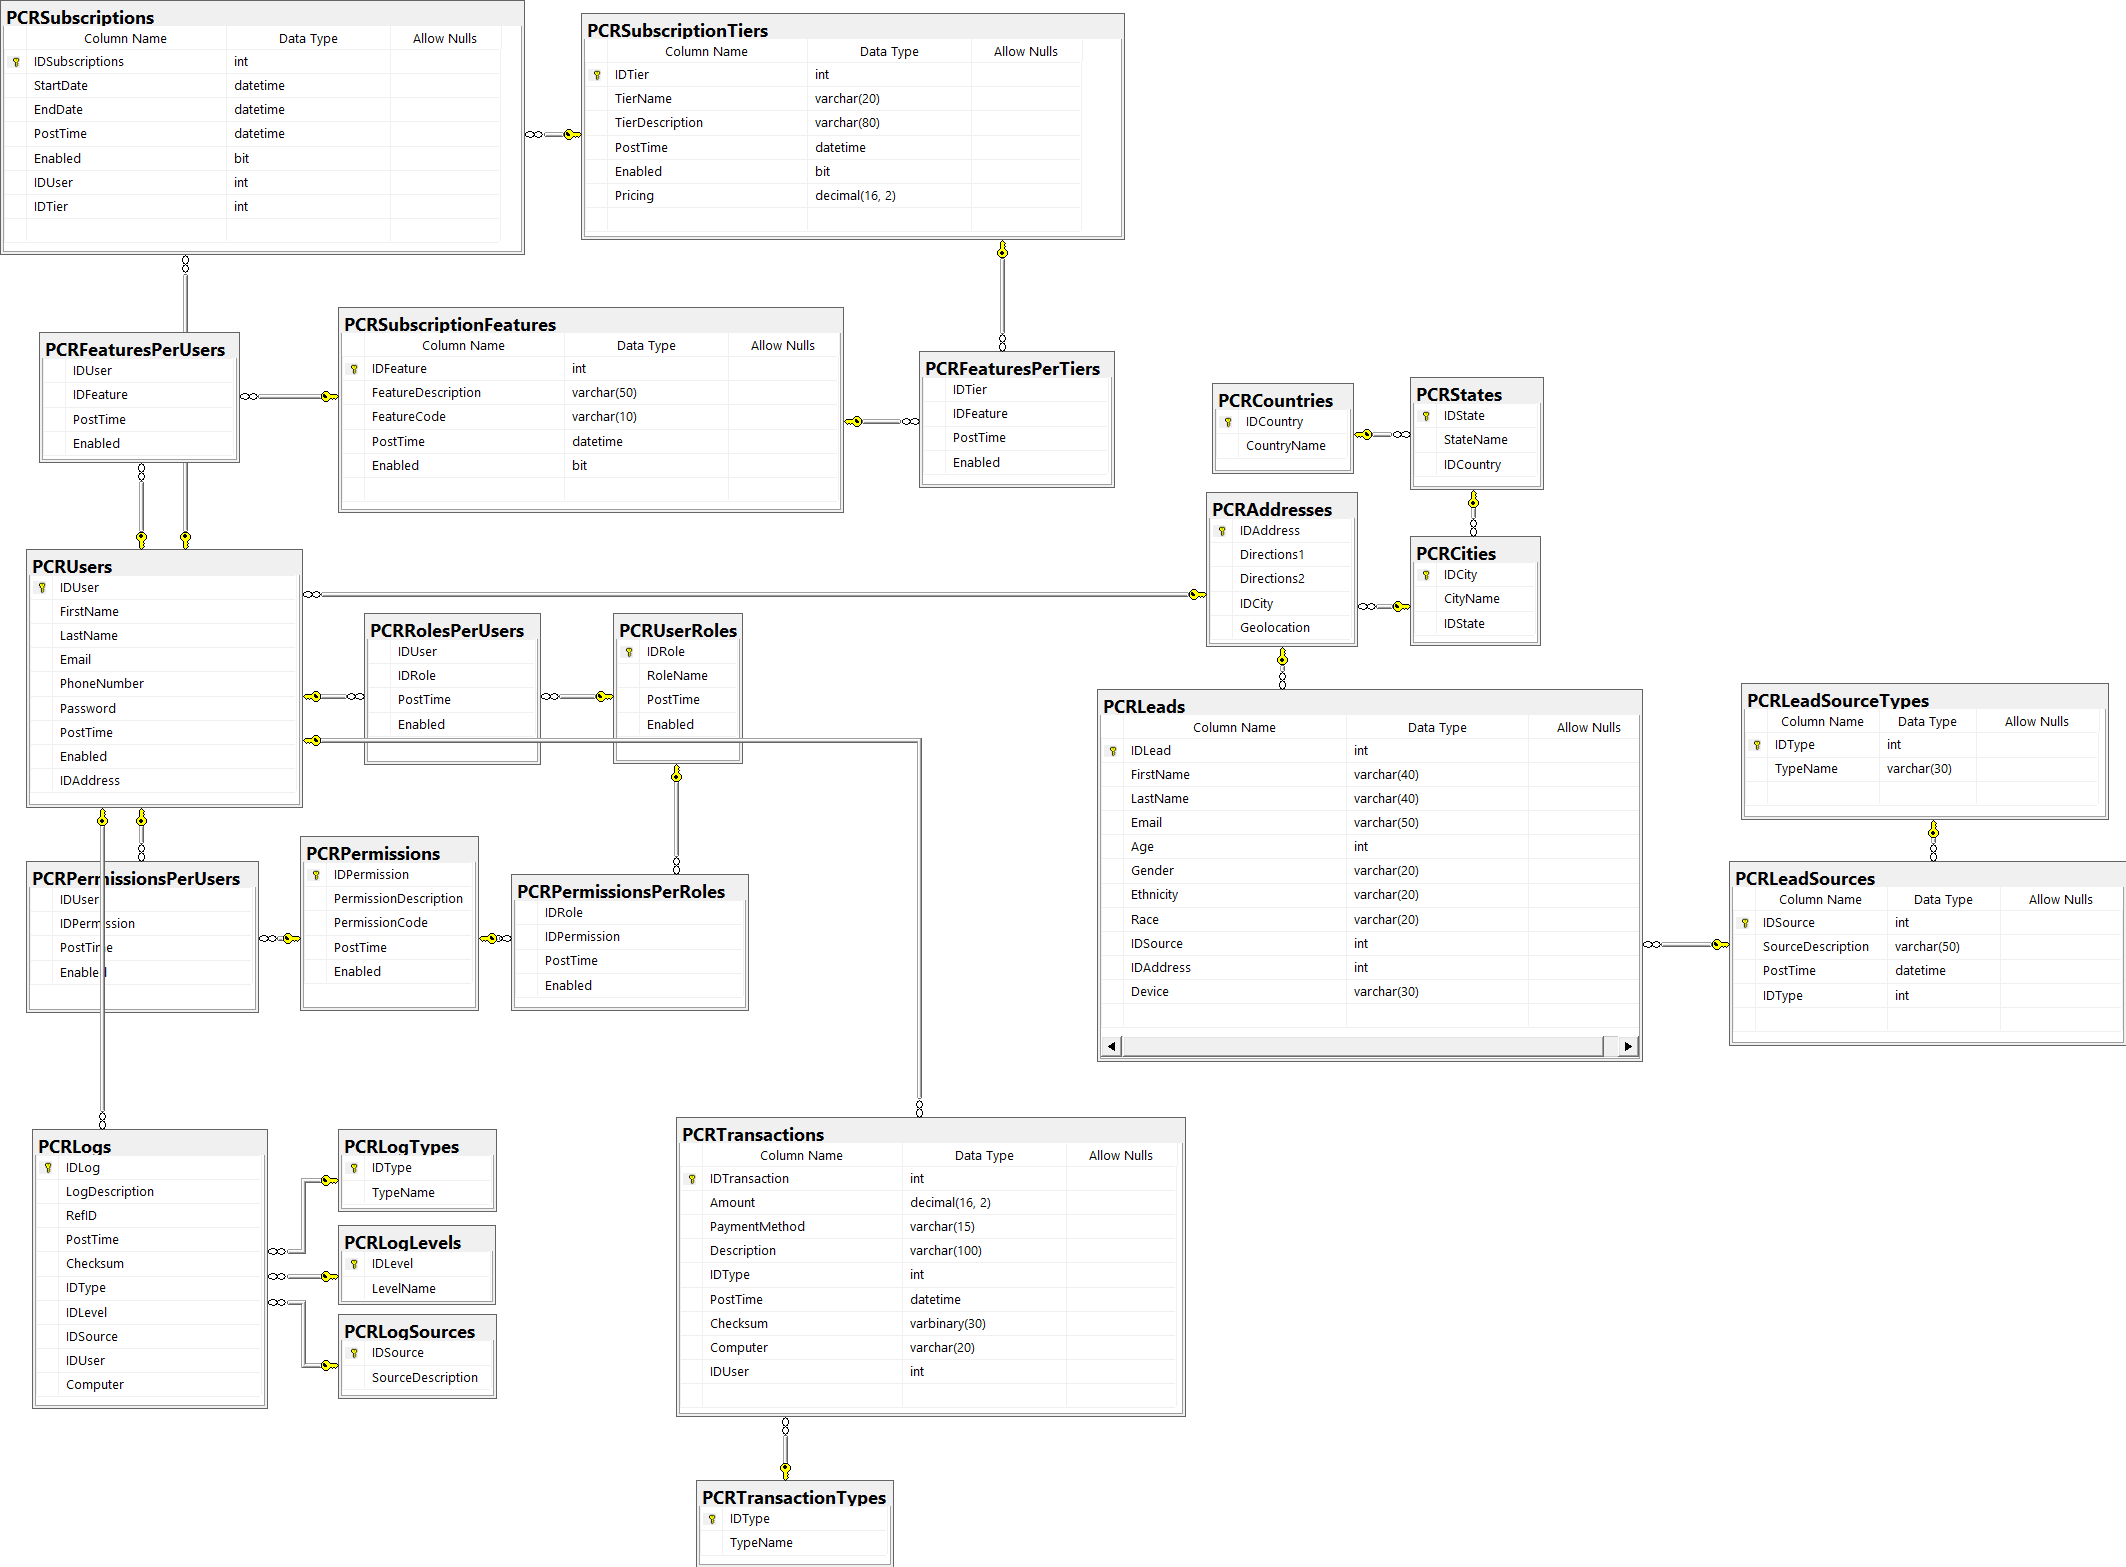 PCRSubscriptions
Column Name Data Type Allow Nulls
IDSubscriptions int
StartDate datetime
EndDate datetime
PostTime datetime
Enabled bit
IDUser int
IDTier int
PCRSubscriptionTiers
Column Name Data Type Allow Nulls
IDTier int
TierName varchar(20)
TierDescription varchar(80)
PostTime datetime
Enabled bit
Pricing decimal(16, 2)
PCRFeaturesPerUsers
IDUser
IDFeature
PostTime
Enabled
PCRSubscriptionFeatures
Column Name Data Type Allow Nulls
IDFeature int
FeatureDescription varchar(50)
FeatureCode varchar(10)
PostTime datetime
Enabled bit
PCRFeaturesPerTiers
IDTier
IDFeature
PostTime
Enabled
PCRCountries
IDCountry
CountryName
PCRStates
IDState
StateName
IDCountry
PCRAddresses
IDAddress
Directions1
Directions2
IDCity
Geolocation
PCRCities
IDCity
CityName
IDState
PCRUsers
IDUser
FirstName
LastName
Email
PhoneNumber
Password
PostTime
Enabled
IDAddress
PCRRolesPerUsers
IDUser
IDRole
PostTime
Enabled
PCRUserRoles
IDRole
RoleName
PostTime
Enabled
PCRLeads
Column Name Data Type Allow Nulls
IDLead int
FirstName varchar(40)
LastName varchar(40)
Email varchar(50)
Age int
Gender varchar(20)
Ethnicity varchar(20)
Race varchar(20)
IDSource int
IDAddress int
Device varchar(30)
PCRLeadSourceTypes
Column Name Data Type Allow Nulls
IDType int
TypeName varchar(30)
PCRLeadSources
Column Name Data Type Allow Nulls
IDSource int
SourceDescription varchar(50)
PostTime datetime
IDType int
PCRPermissionsPerUsers
IDUser
IDPermission
PostTime
Enabled
PCRPermissions
IDPermission
PermissionDescription
PermissionCode
PostTime
Enabled
PCRPermissionsPerRoles
IDRole
IDPermission
PostTime
Enabled
PCRLogs
IDLog
LogDescription
RefID
PostTime
Checksum
IDType
IDLevel
IDSource
IDUser
Computer
PCRLogTypes
IDType
TypeName
PCRLogLevels
IDLevel
LevelName
PCRLogSources
IDSource
SourceDescription
PCRTransactions
Column Name Data Type Allow Nulls
IDTransaction int
Amount decimal(16, 2)
PaymentMethod varchar(15)
Description varchar(100)
IDType int
PostTime datetime
Checksum varbinary(30)
Computer varchar(20)
IDUser int
PCRTransactionTypes
IDType
TypeName